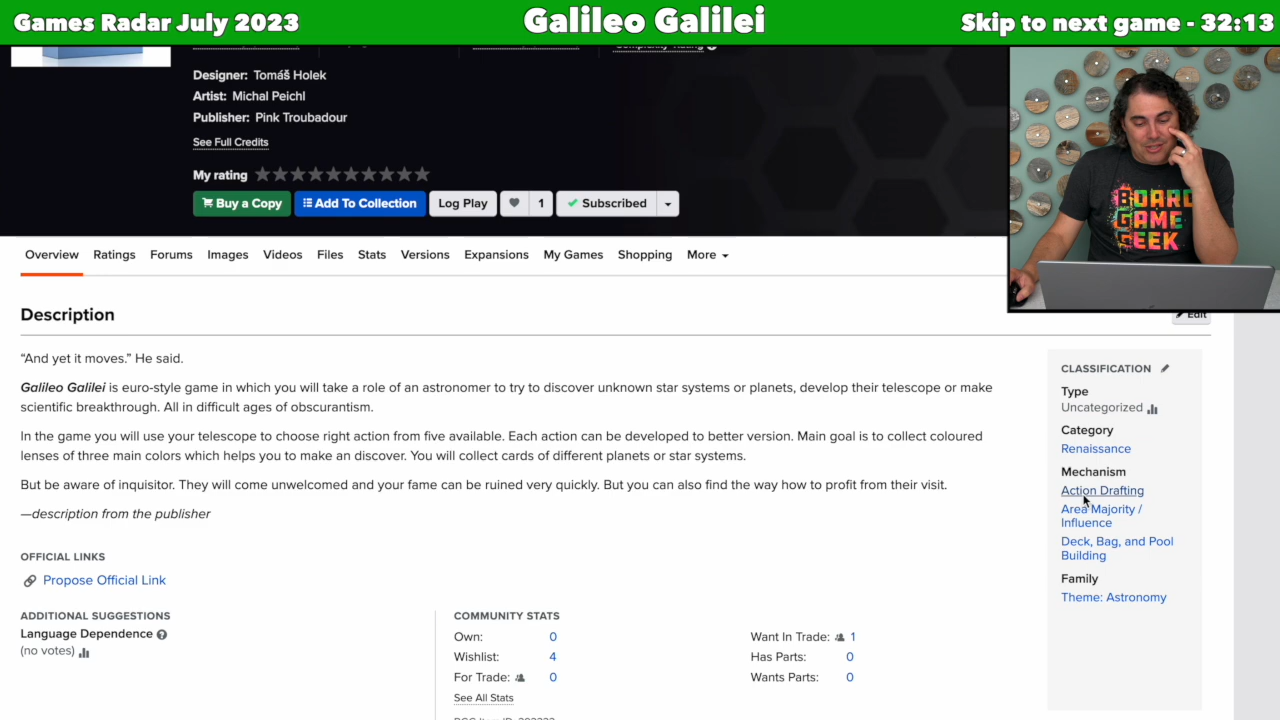 Games Radar July 2023
Galileo Galilei
Skip to next game - 32:13
Designer: Tomáš Holek
Artist: Michal Peichl
Publisher: Pink Troubadour
See Full Credits
My rating
Buy a Copy
Add To Collection
Log Play
1
Subscribed
BOARD
GAME
GEEK
Overview
Ratings
Forums
Images
Videos
Files
Stats
Versions
Expansions
My Games
Shopping
More
Description
Edit
“And yet it moves.” He said.
Galileo Galilei is euro-style game in which you will take a role of an astronomer to try to discover unknown star systems or planets, develop their telescope or make
scientific breakthrough. All in difficult ages of obscurantism.
In the game you will use your telescope to choose right action from five available. Each action can be developed to better version. Main goal is to collect coloured
lenses of three main colors which helps you to make an discover. You will collect cards of different planets or star systems.
But be aware of inquisitor. They will come unwelcomed and your fame can be ruined very quickly. But you can also find the way how to profit from their visit.
—description from the publisher
CLASSIFICATION
Type
Uncategorized
Category
Renaissance
Mechanism
Action Drafting
Area Majority /
Influence
Deck, Bag, and Pool
Building
Family
Theme: Astronomy
OFFICIAL LINKS
Propose Official Link
ADDITIONAL SUGGESTIONS
Language Dependence
(no votes)
COMMUNITY STATS
Own: 0
Wishlist: 4
For Trade: 0
See All Stats
Want In Trade: 1
Has Parts: 0
Wants Parts: 0